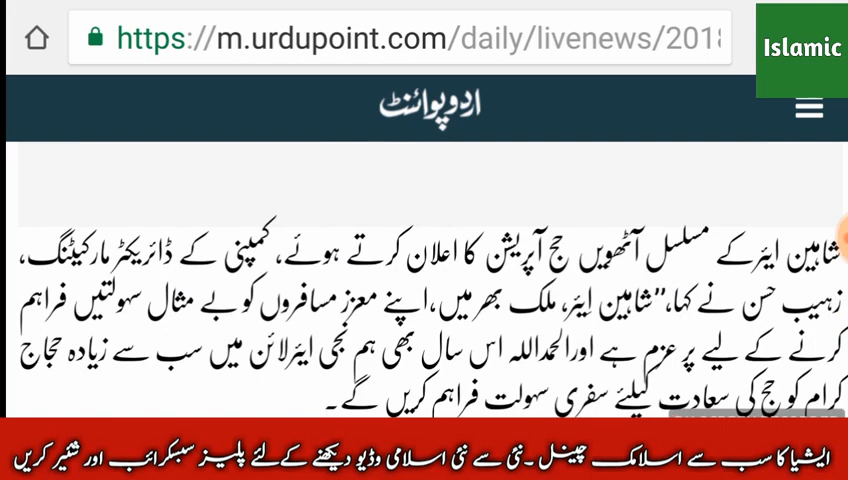 https://m.urdupoint.com/daily/livenews/2018
Islamic
اردو پوائنٹ
شاہین ایئر کے مسلسل آٹھویں حج آپریشن کا اعلان کرتے ہوئے، کمپنی کے ڈائریکٹر مارکیٹنگ،
زہیب حسن نے کہا،’’شاہین ایئر، ملک بھر میں،اپنے معزز مسافروں کو بے مثال سہولتیں فراہم
کرنے کے لیے پر عزم ہے اورالحمداللہ اس سال بھی ہم نجی ایئرلائن میں سب سے زیادہ حجاج
کرام کو حج کی سعادت کیلئے سفری سہولت فراہم کریں گے۔
ایشیا کا سب سے اسلامک چینل ۔نئی سے نئی اسلامی وڈیو دیکھنے کے لئے پلیز سبسکرائب اور شئیر کریں